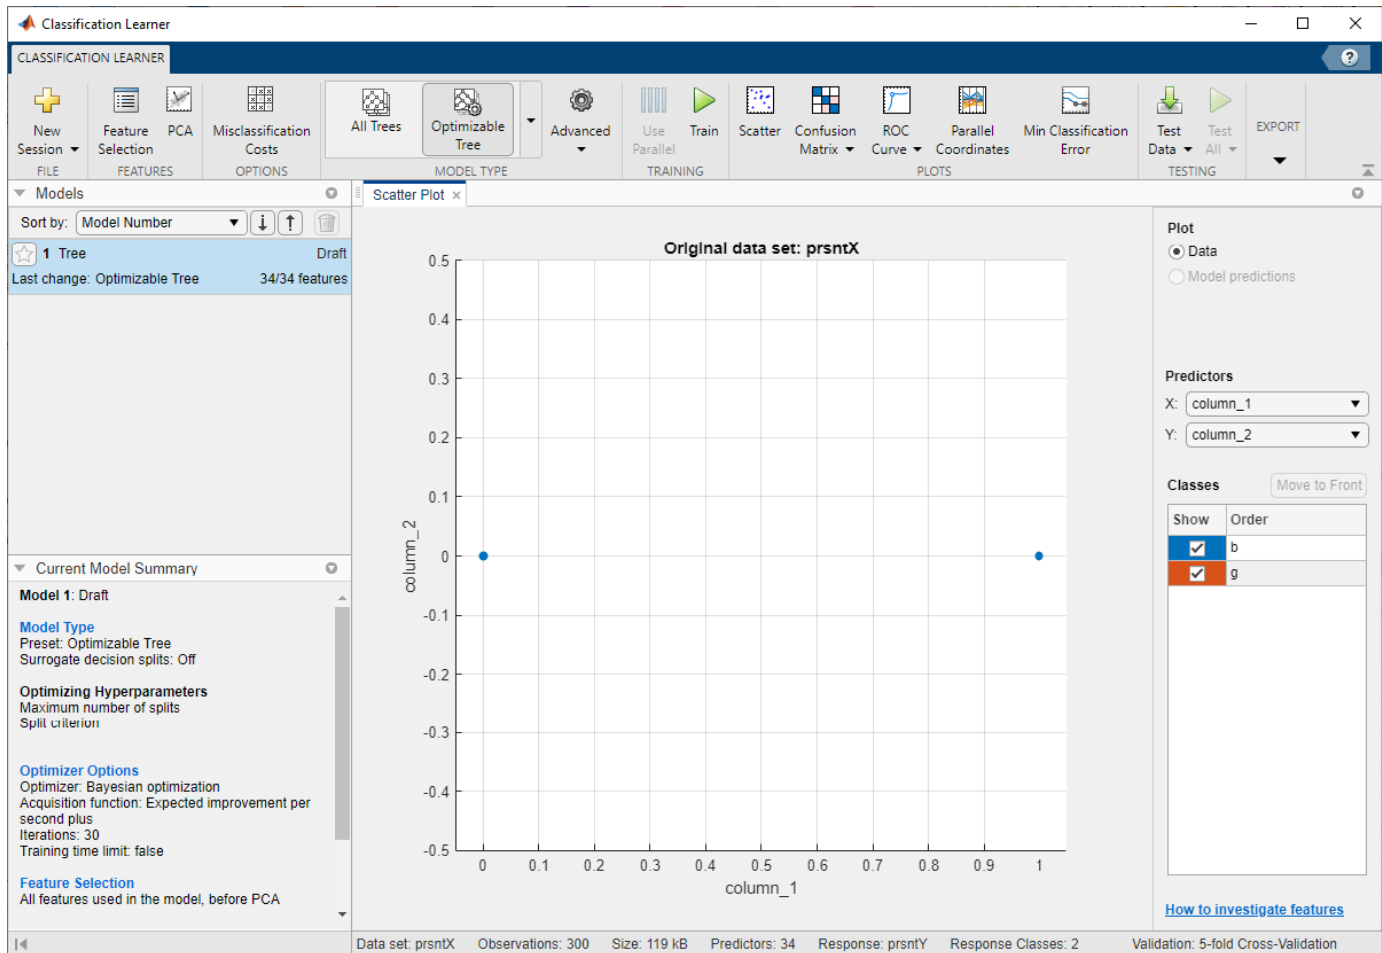 Classification Learner
CLASSIFICATION LEARNER
?
New Session
Feature Selection
PCA
Misclassification Costs
All Trees
Optimizable Tree
Advanced
Use Parallel
Train
Scatter
Confusion Matrix
ROC Curve
Parallel Coordinates
Min Classification Error
Test Data
Test All
EXPORT
FILE
FEATURES
OPTIONS
MODEL TYPE
TRAINING
PLOTS
TESTING
Models
Sort by: Model Number
1 Tree Draft
Last change: Optimizable Tree 34/34 features
Current Model Summary
Model 1: Draft
Model Type
Preset: Optimizable Tree
Surrogate decision splits: Off
Optimizing Hyperparameters
Maximum number of splits
Split criterion
Optimizer Options
Optimizer: Bayesian optimization
Acquisition function: Expected improvement per
second plus
Iterations: 30
Training time limit: false
Feature Selection
All features used in the model, before PCA
Scatter Plot
Original data set: prsntX
0.5
0.4
0.3
0.2
0.1
0
-0.1
-0.2
-0.3
-0.4
-0.5
column_2
0 0.1 0.2 0.3 0.4 0.5 0.6 0.7 0.8 0.9 1
column_1
Plot
Data
Model predictions
Predictors
X: column_1
Y: column_2
Classes Move to Front
Show Order
b
g
How to investigate features
Data set: prsntX Observations: 300 Size: 119 kB Predictors: 34 Response: prsntY Response Classes: 2 Validation: 5-fold Cross-Validation